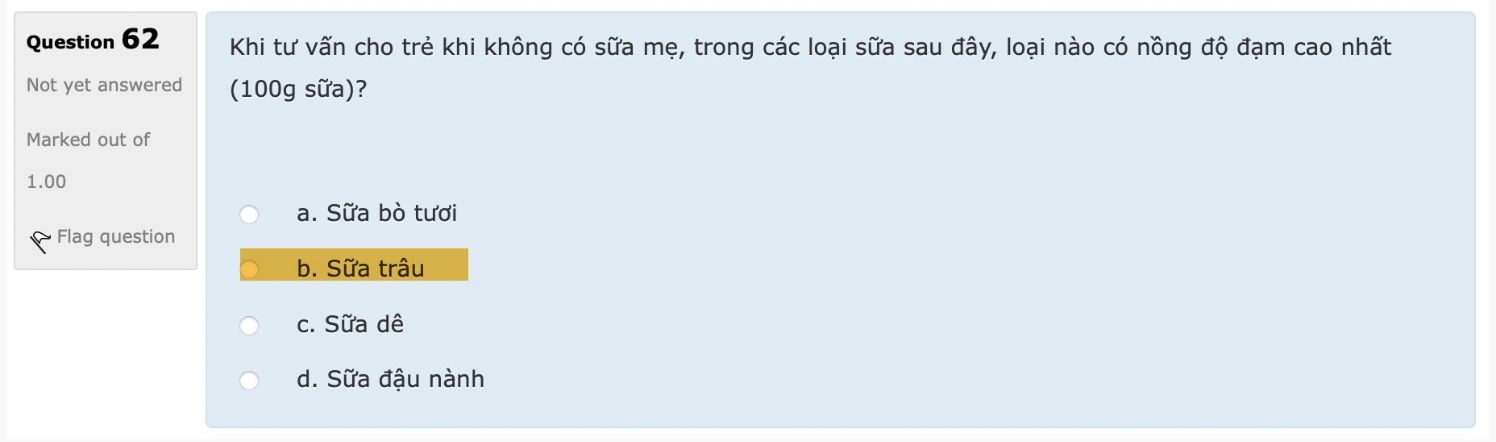 Question 62
Not yet answered
Marked out of
1.00
Flag question
Khi tư vấn cho trẻ khi không có sữa mẹ, trong các loại sữa sau đây, loại nào có nồng độ đạm cao nhất
(100g sữa)?
a. Sữa bò tươi
b. Sữa trâu
c. Sữa dê
d. Sữa đậu nành